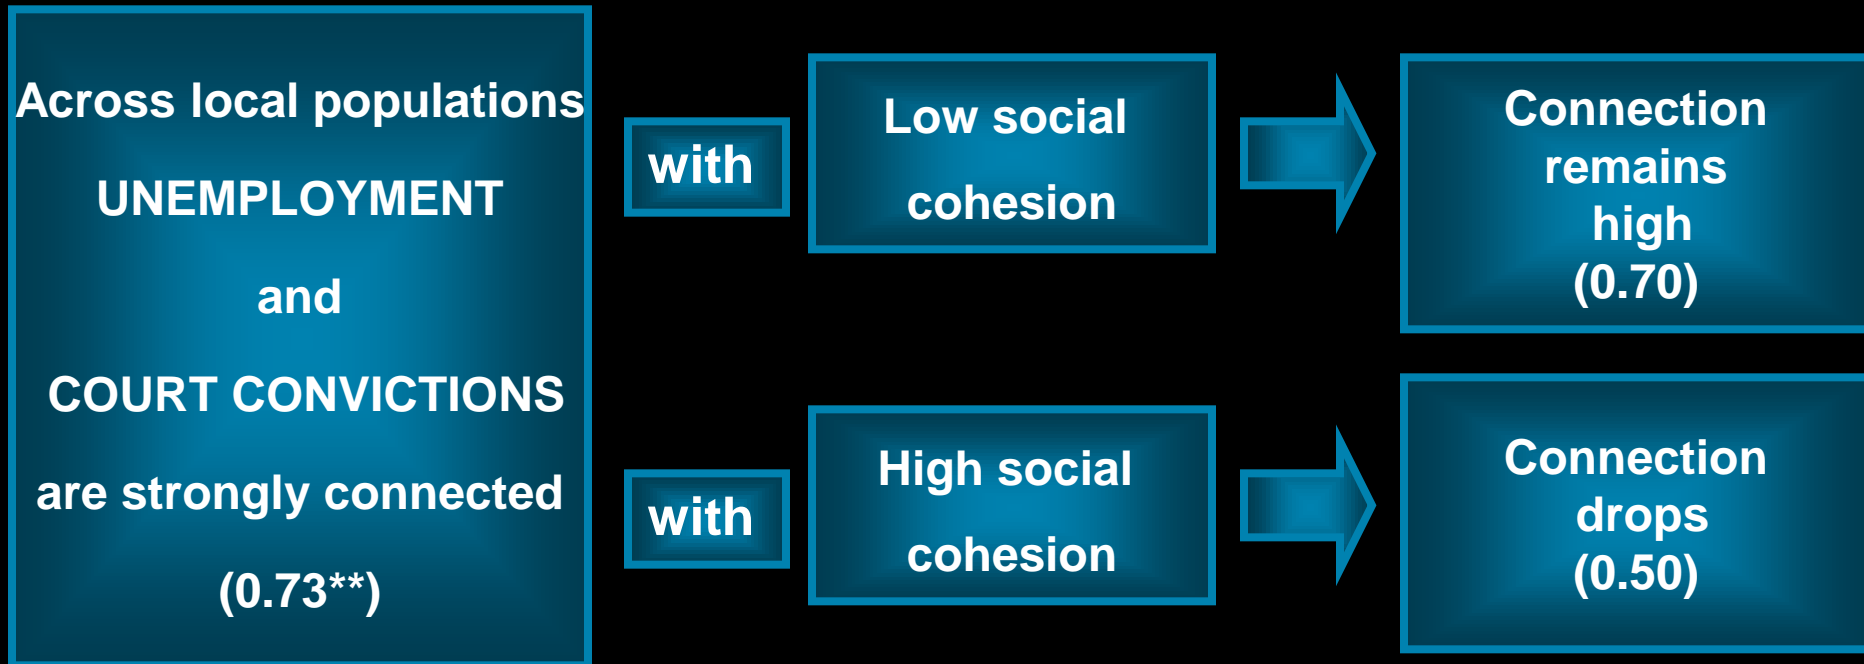 Across local populations
UNEMPLOYMENT
and
COURT CONVICTIONS
are strongly connected
(0.73**)
with
Low social
cohesion
Connection
remains
high
(0.70)
with
High social
cohesion
Connection
drops
(0.50)